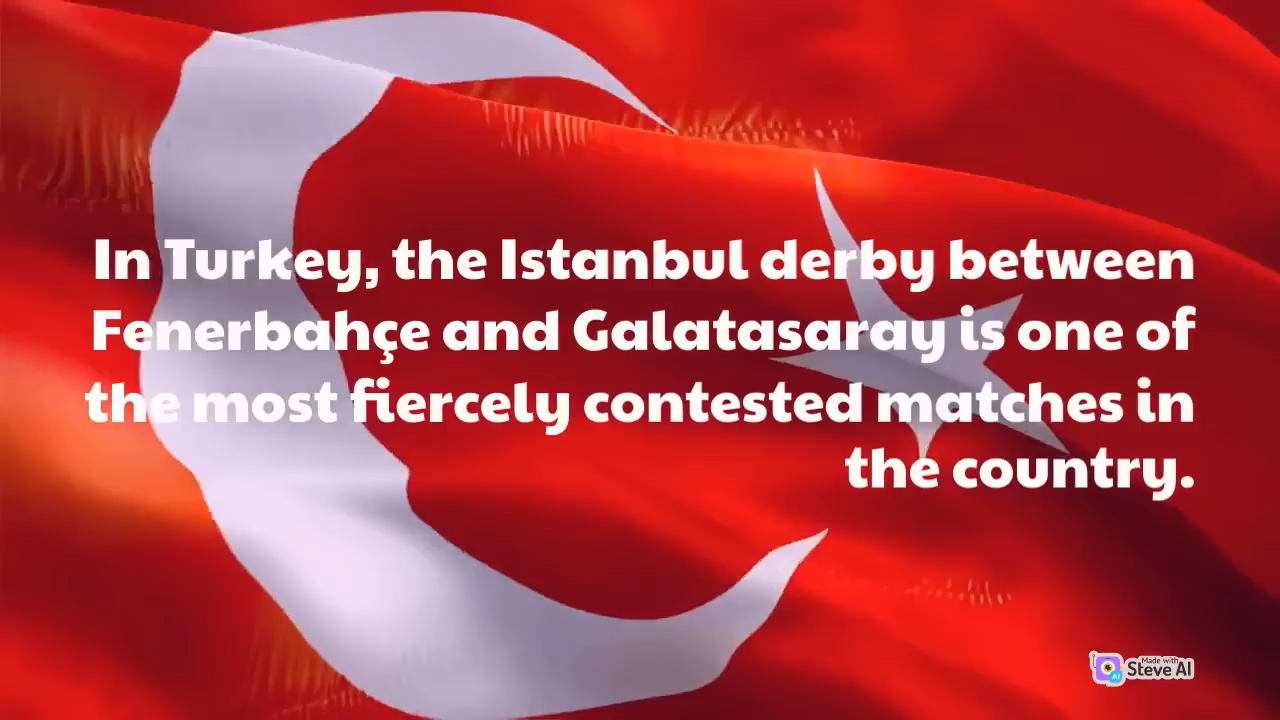 In Turkey, the Istanbul derby between
Fenerbahçe and Galatasaray is one of
the most fiercely contested matches in
the country.
Made with
Steve AI
AI